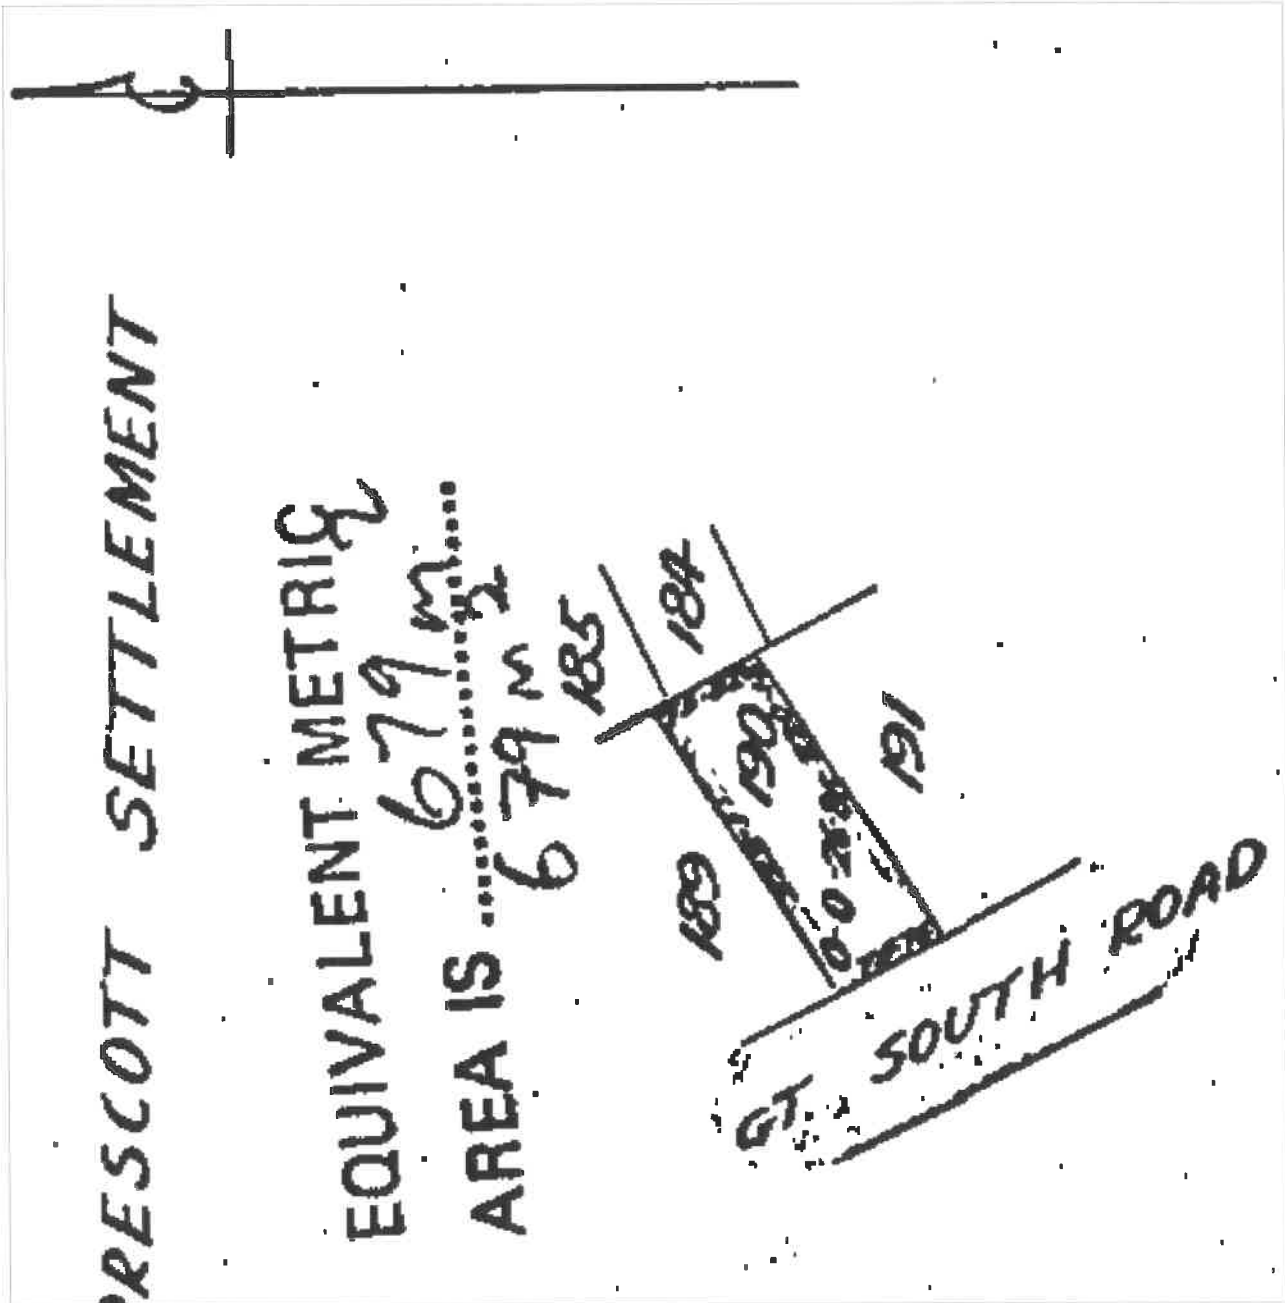 PRESCOTT SETTLEMENT
EQUIVALENT METRIC
AREA IS 679 m²
679 m²
185
184
190
189
191
GT. SOUTH ROAD